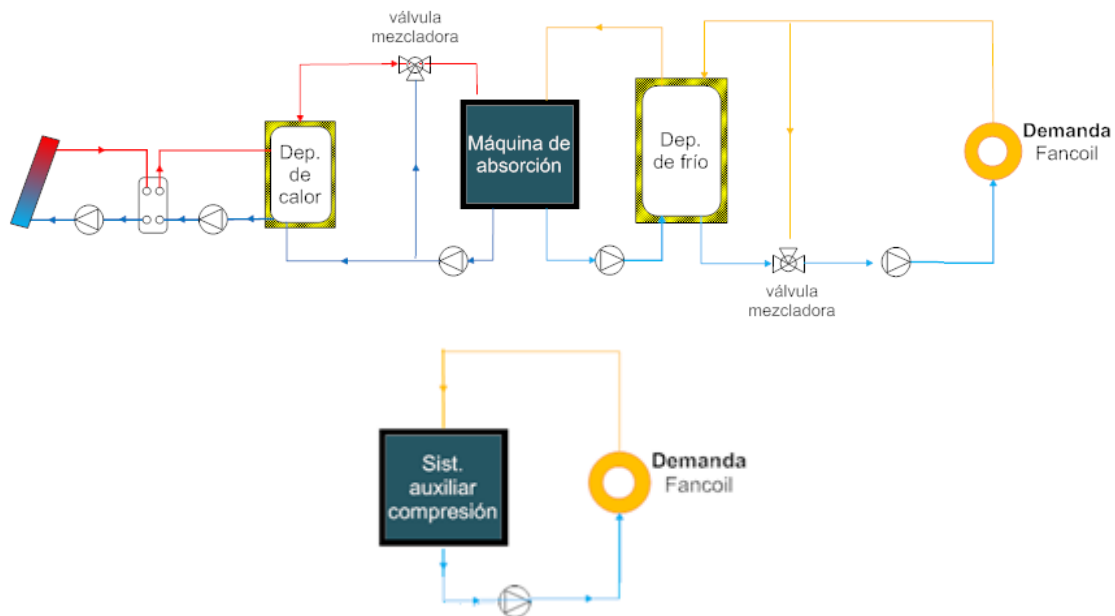 válvula
mezcladora
Dep.
de
calor
Máquina de
absorción
Dep.
de frío
Demanda
Fancoil
válvula
mezcladora
Sist.
auxiliar
compresión
Demanda
Fancoil